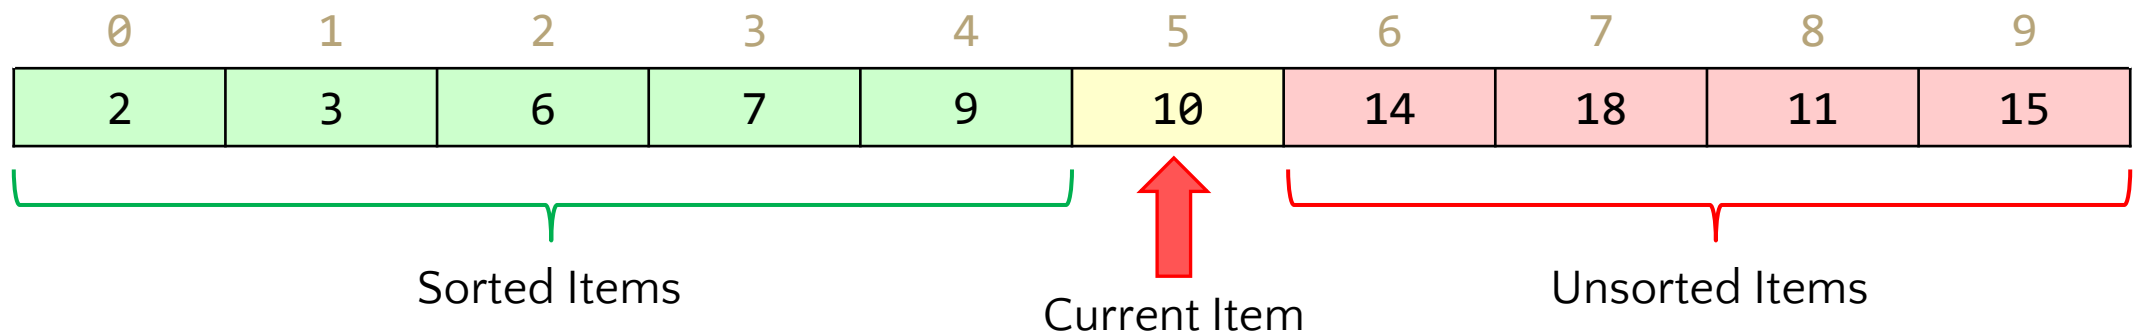 0 1 2 3 4 5 6 7 8 9
2 3 6 7 9 10 14 18 11 15
Sorted Items
Current Item
Unsorted Items